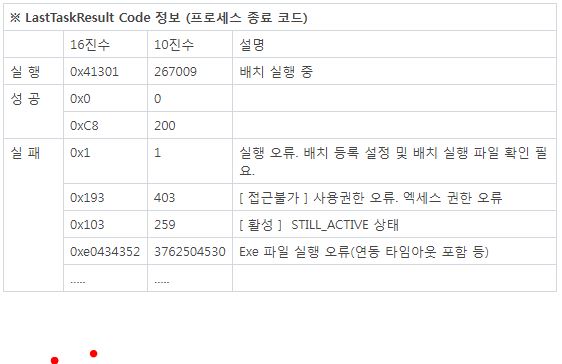 ※ LastTaskResult Code 정보 (프로세스 종료 코드)
16진수 10진수 설명
실 행 0x41301 267009 배치 실행 중
성 공 0x0 0
0xC8 200
실 패 0x1 1 실행 오류. 배치 등록 설정 및 배치 실행 파일 확인 필
요.
0x193 403 [ 접근불가 ] 사용권한 오류. 엑세스 권한 오류
0x103 259 [ 활성 ] STILL_ACTIVE 상태
0xe0434352 3762504530 Exe 파일 실행 오류(연동 타임아웃 포함 등)
..... .....